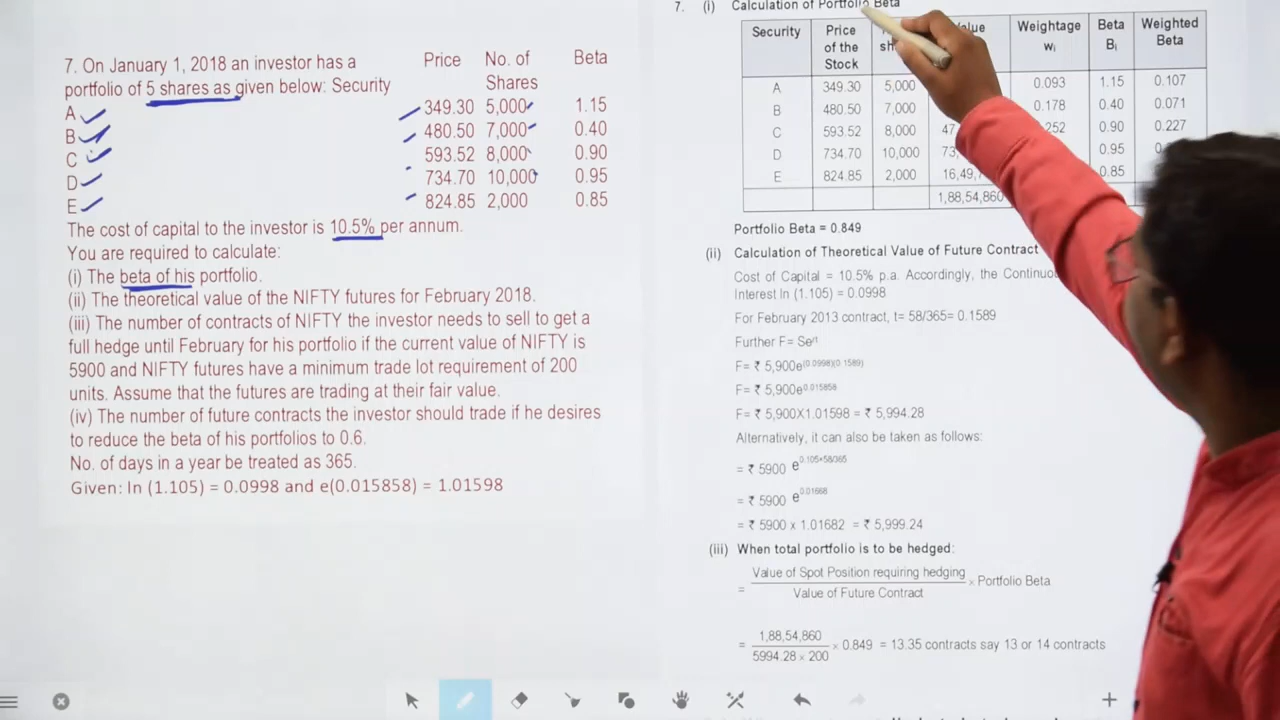 7. On January 1, 2018 an investor has a
portfolio of 5 shares as given below: Security
Price No. of Shares Beta
A 349.30 5,000 1.15
B 480.50 7,000 0.40
C 593.52 8,000 0.90
D 734.70 10,000 0.95
E 824.85 2,000 0.85
The cost of capital to the investor is 10.5% per annum.
You are required to calculate:
(i) The beta of his portfolio.
(ii) The theoretical value of the NIFTY futures for February 2018.
(iii) The number of contracts of NIFTY the investor needs to sell to get a
full hedge until February for his portfolio if the current value of NIFTY is
5900 and NIFTY futures have a minimum trade lot requirement of 200
units. Assume that the futures are trading at their fair value.
(iv) The number of future contracts the investor should trade if he desires
to reduce the beta of his portfolios to 0.6.
No. of days in a year be treated as 365.
Given: In (1.105) = 0.0998 and e(0.015858) = 1.01598
7. (i) Calculation of Portfolio Beta
Security Price of the Stock Value Weightage wi Beta Bi Weighted Beta
A 349.30 5,000 0.093 1.15 0.107
B 480.50 7,000 0.178 0.40 0.071
C 593.52 8,000 0.90 0.227
D 734.70 10,000 0.95
E 824.85 2,000 0.85
1,88,54,860
Portfolio Beta = 0.849
(ii) Calculation of Theoretical Value of Future Contract
Cost of Capital = 10.5% p.a. Accordingly, the
Interest In (1.105) = 0.0998
For February 2013 contract, t= 58/365= 0.1589
Further F= Se^rt
F= ₹ 5,900e^(0.0998)(0.1589)
F= ₹ 5,900e^0.015858
F= ₹ 5,900X1.01598 = ₹ 5,994.28
Alternatively, it can also be taken as follows:
= ₹ 5900 e^0.105×58/365
= ₹ 5900 e^0.01668
= ₹ 5900 x 1.01682 = ₹ 5,999.24
(iii) When total portfolio is to be hedged:
= Value of Spot Position requiring hedging / Value of Future Contract × Portfolio Beta
= 1,88,54,860 / 5994.28 × 200 × 0.849 = 13.35 contracts say 13 or 14 contracts